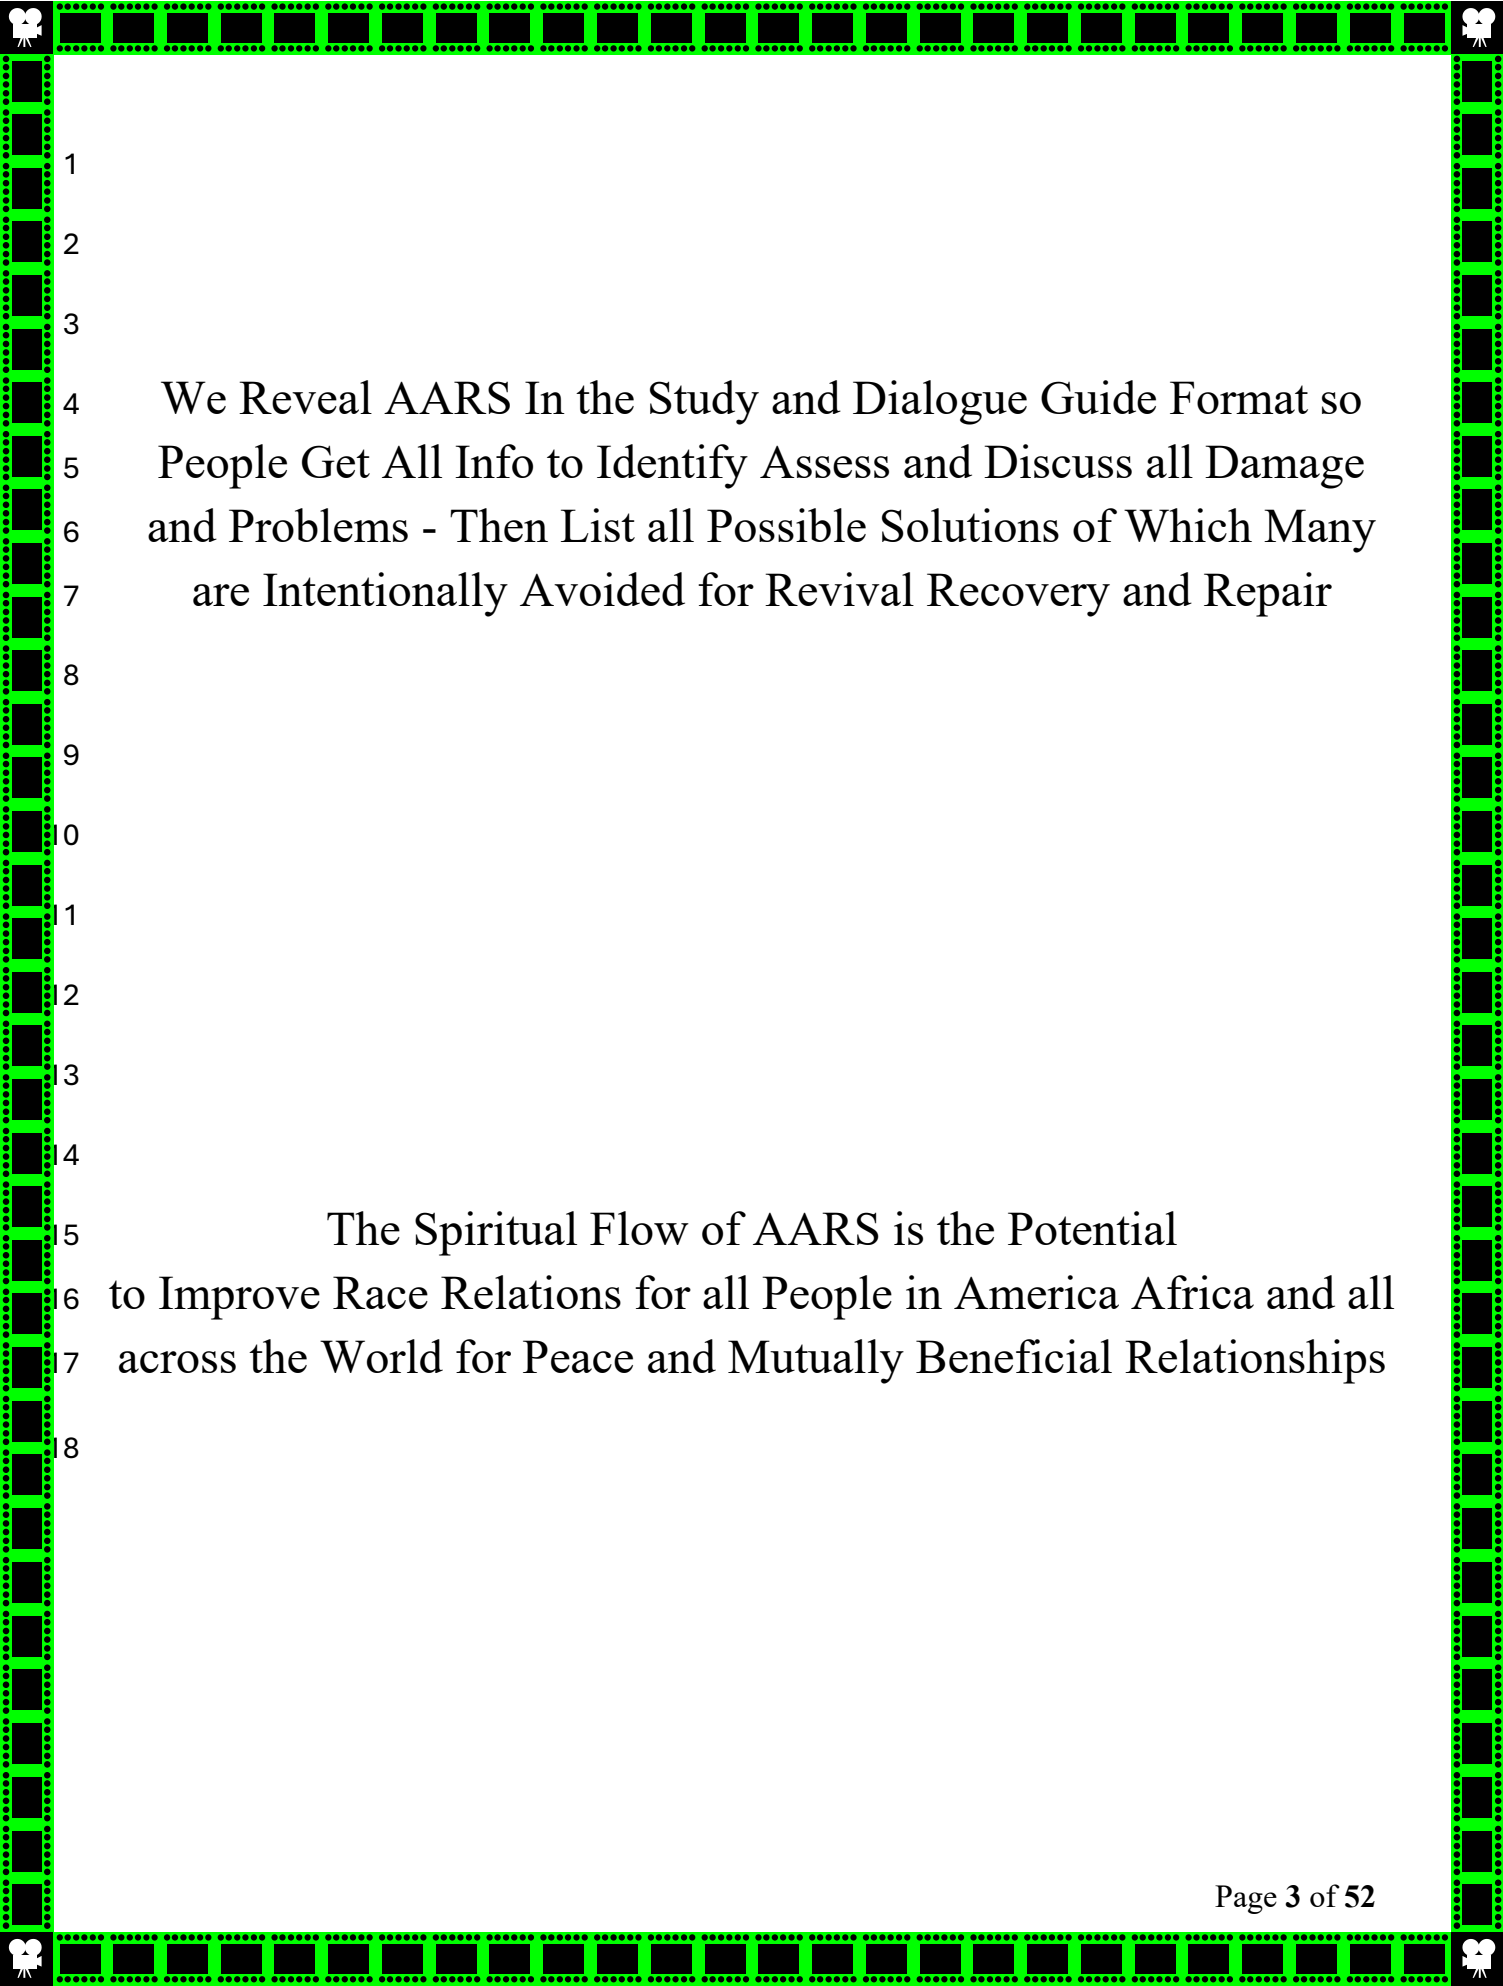 1
2
3
4 We Reveal AARS In the Study and Dialogue Guide Format so
5 People Get All Info to Identify Assess and Discuss all Damage
6 and Problems - Then List all Possible Solutions of Which Many
7 are Intentionally Avoided for Revival Recovery and Repair
8
9
10
11
12
13
14
15 The Spiritual Flow of AARS is the Potential
16 to Improve Race Relations for all People in America Africa and all
17 across the World for Peace and Mutually Beneficial Relationships
18
Page 3 of 52